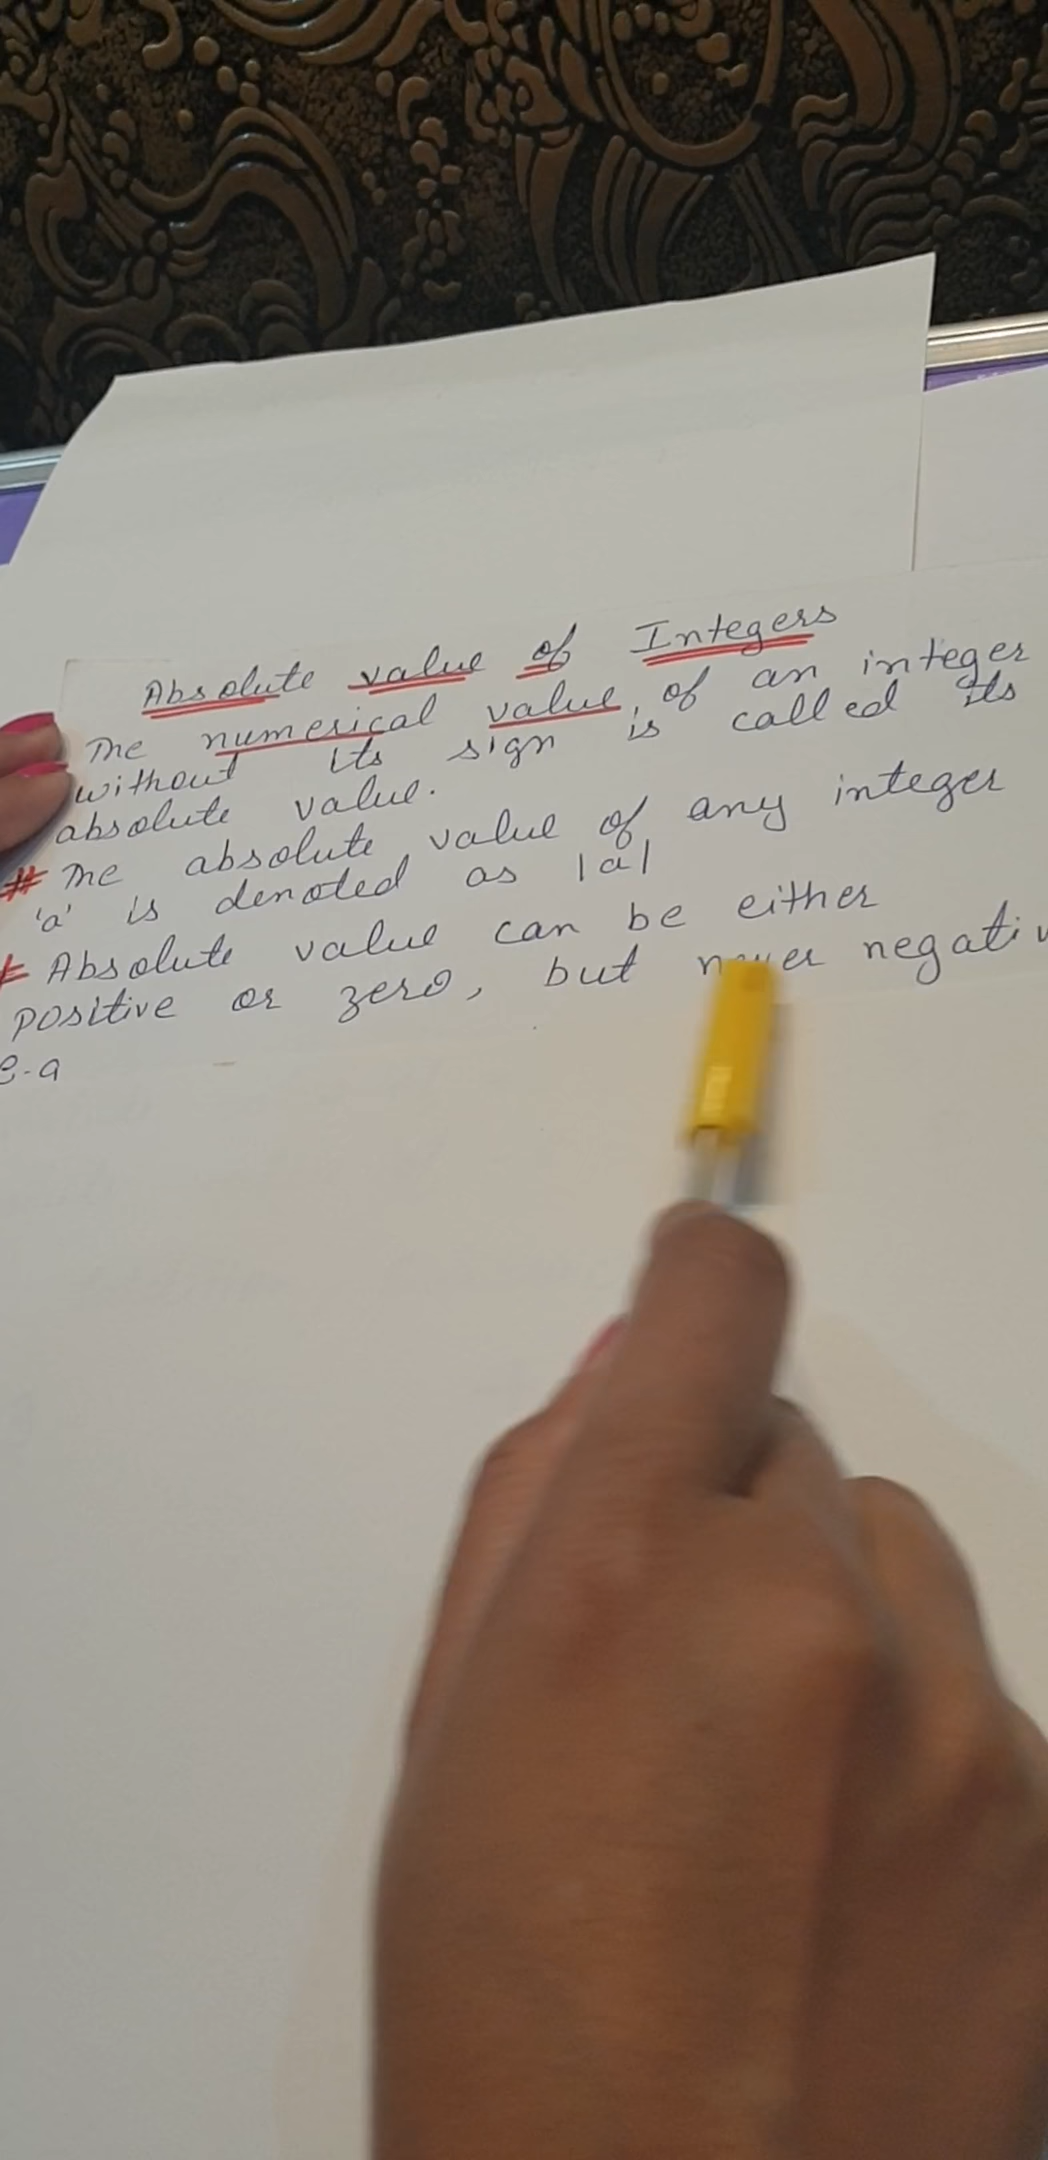 Absolute value of Integers
The numerical value, of an integer
without its sign is called its
absolute value.
# The absolute value of any integer
'a' is denoted as |a|
# Absolute value can be either
positive or zero, but never negativ